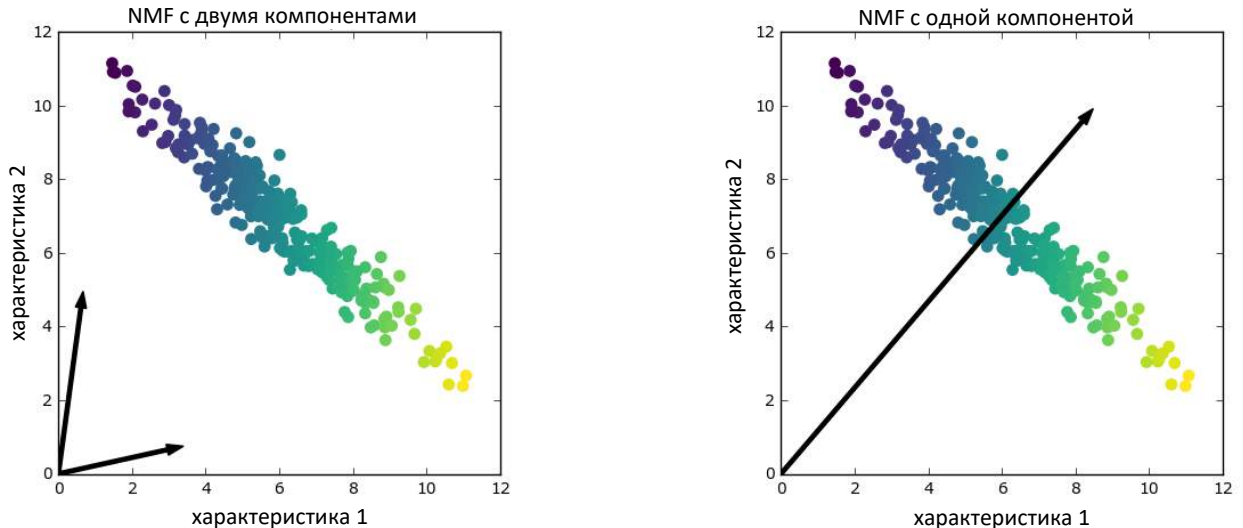 NMF с двумя компонентами
12
10
8
6
4
2
0
0 2 4 6 8 10 12
характеристика 2
характеристика 1
NMF с одной компонентой
12
10
8
6
4
2
0
0 2 4 6 8 10 12
характеристика 2
характеристика 1